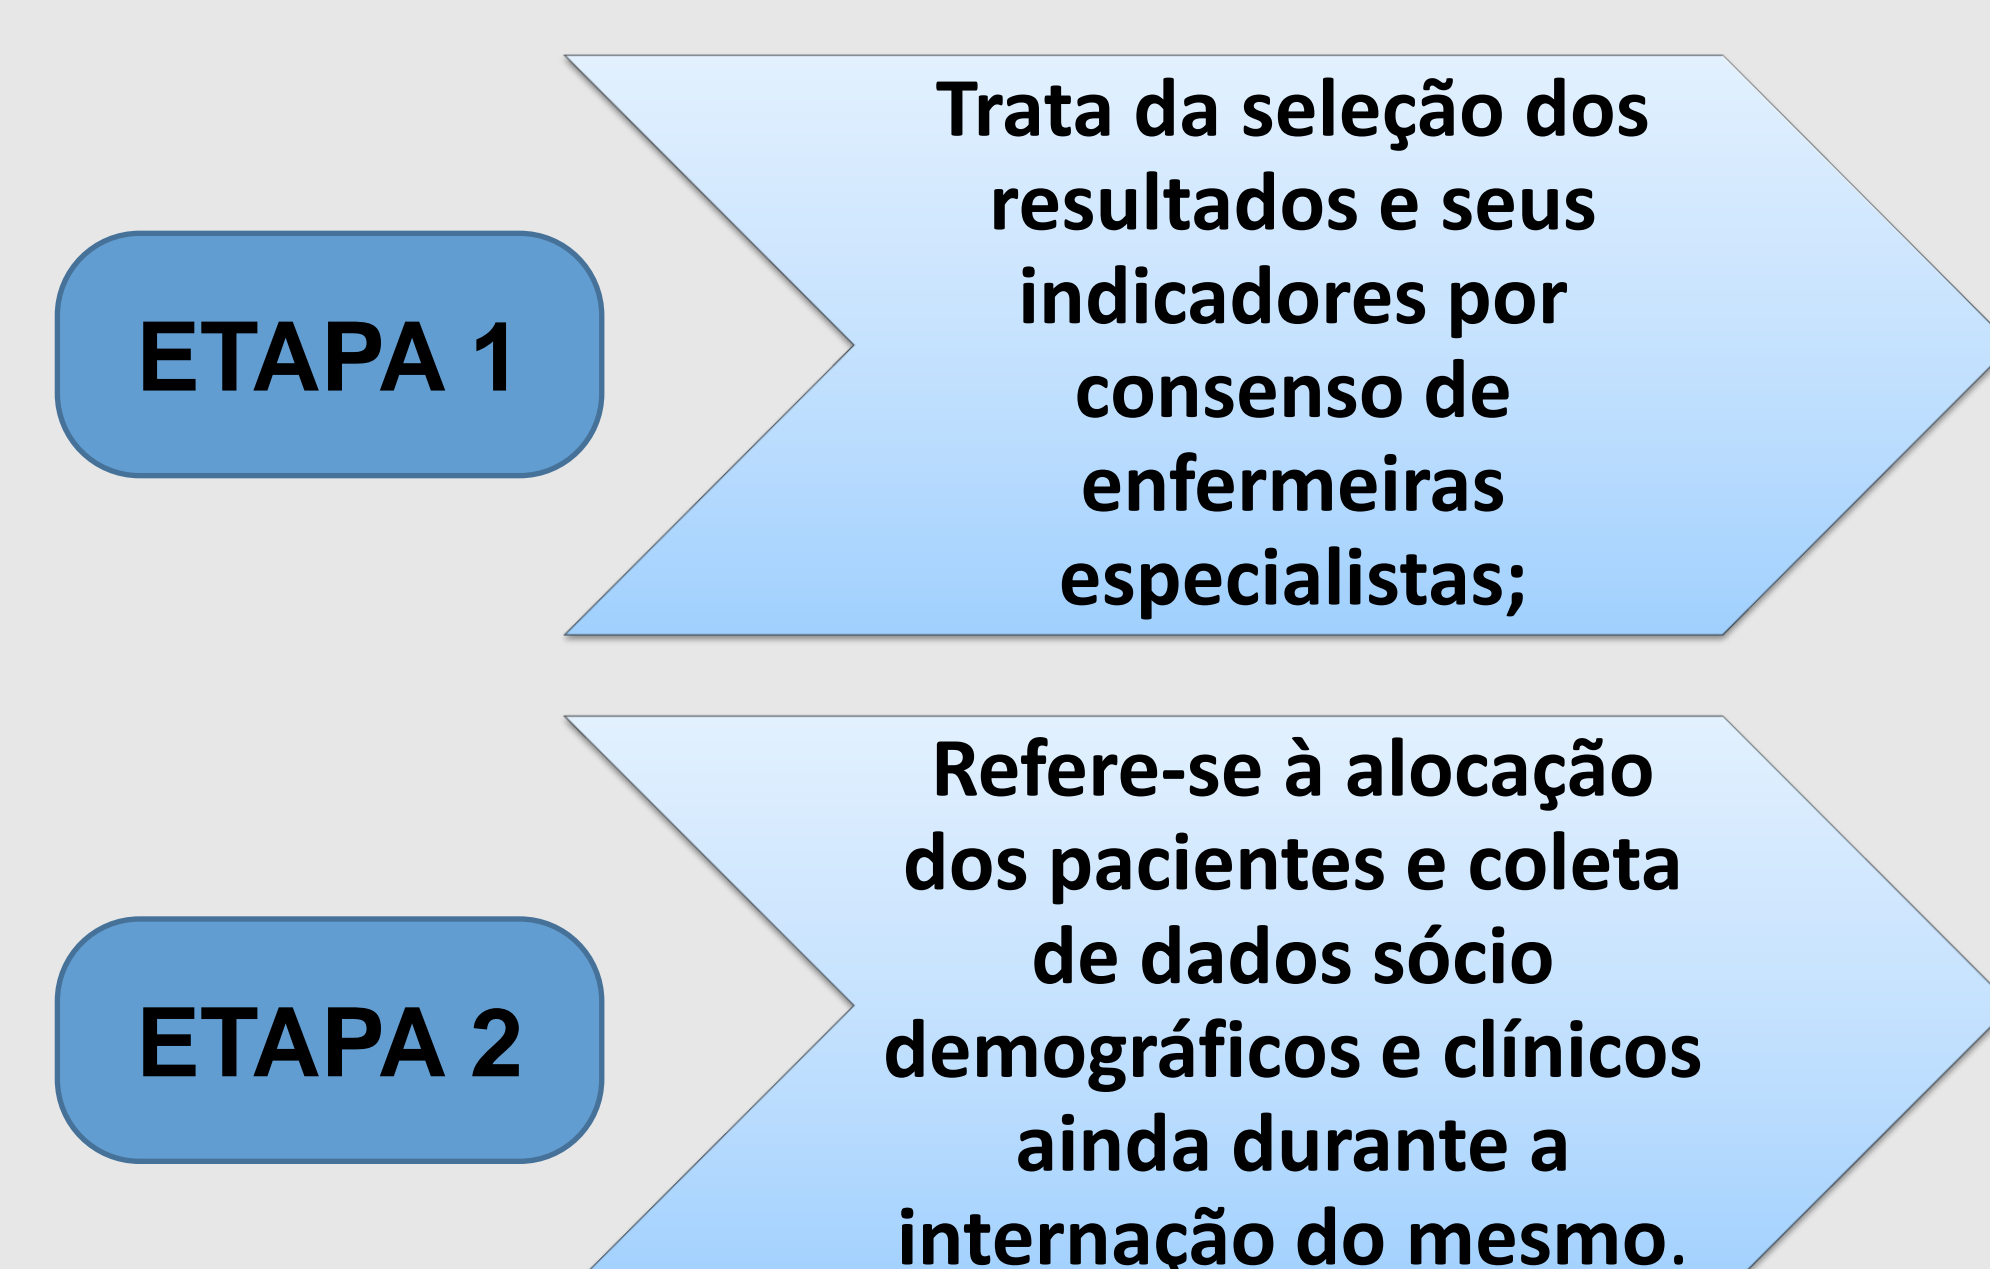 ETAPA 1
Trata da seleção dos
resultados e seus
indicadores por
consenso de
enfermeiras
especialistas;
ETAPA 2
Refere-se à alocação
dos pacientes e coleta
de dados sócio
demográficos e clínicos
ainda durante a
internação do mesmo.